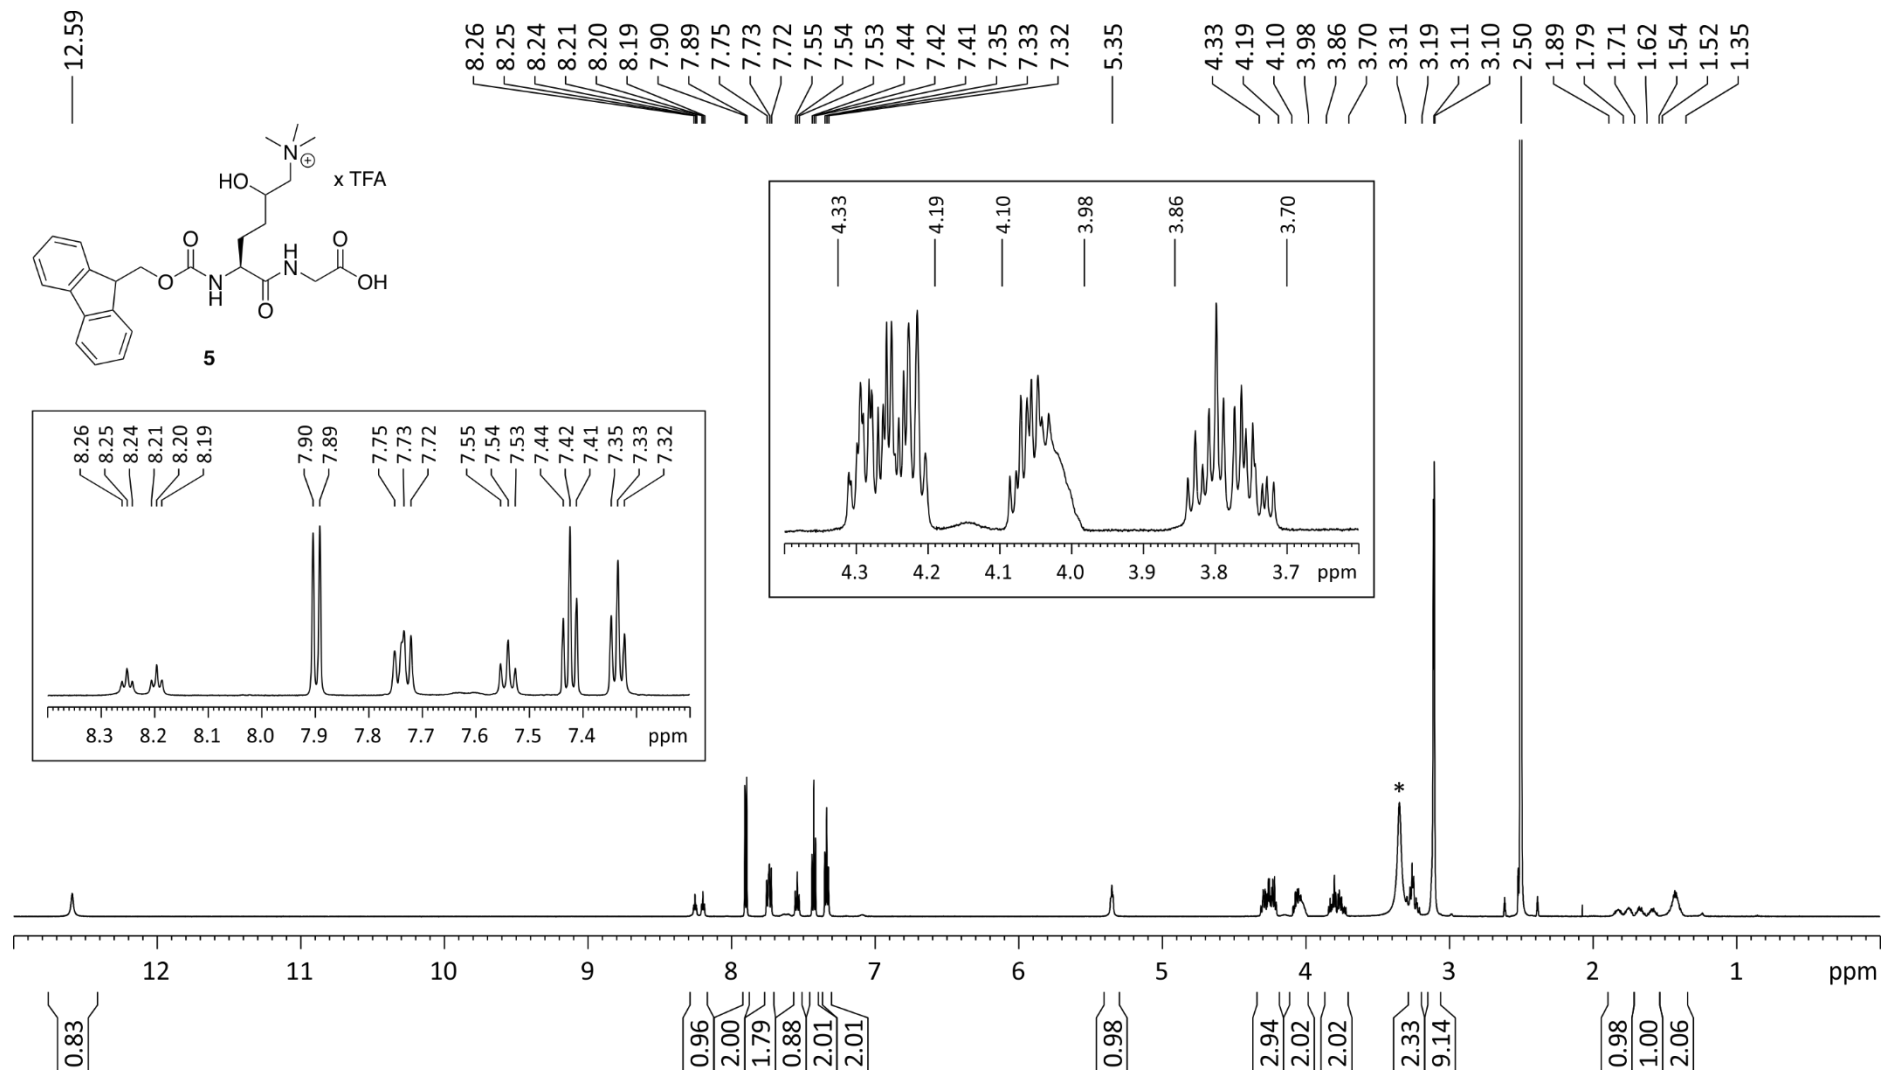 12.59
8.26 8.25 8.24 8.21 8.20 8.19 7.90 7.89 7.75 7.73 7.72 7.55 7.54 7.53 7.44 7.42 7.41 7.35 7.33 7.32
5.35
4.33 4.19 4.10 3.98 3.86 3.70 3.31 3.19 3.11 3.10 2.50 1.89 1.79 1.71 1.62 1.54 1.52 1.35
N
⊕
HO
x TFA
O
H
N
O
O
N
H
O
OH
5
4.33 4.19 4.10 3.98 3.86 3.70
4.3 4.2 4.1 4.0 3.9 3.8 3.7 ppm
8.26 8.25 8.24 8.21 8.20 8.19 7.90 7.89 7.75 7.73 7.72 7.55 7.54 7.53 7.44 7.42 7.41 7.35 7.33 7.32
8.3 8.2 8.1 8.0 7.9 7.8 7.7 7.6 7.5 7.4 ppm
*
12 11 10 9 8 7 6 5 4 3 2 1 ppm
0.83 0.96 2.00 1.79 0.88 2.01 2.01 0.98 2.94 2.02 2.02 2.33 9.14 0.98 1.00 2.06